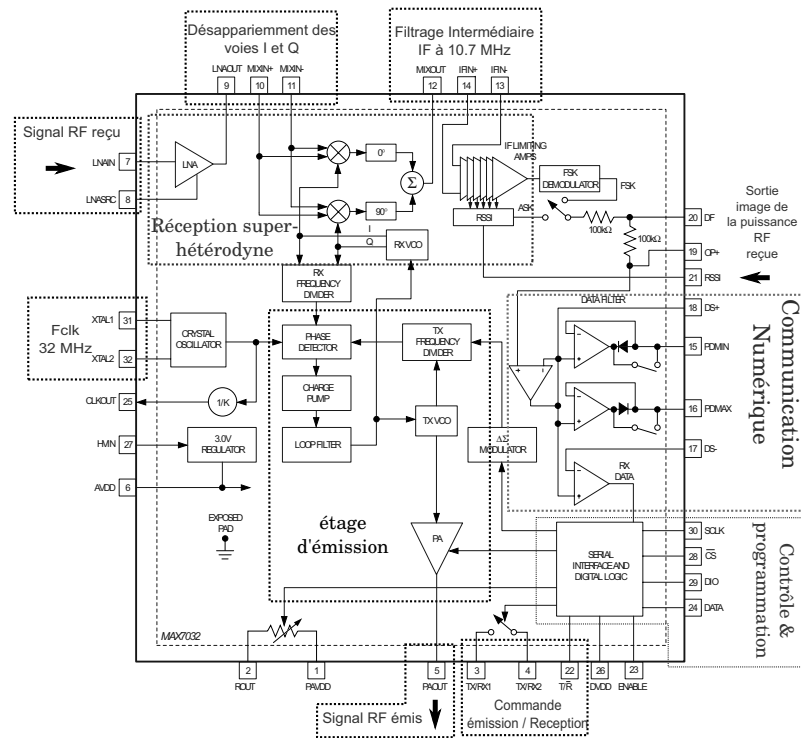 Désappariement des
voies I et Q
Filtrage Intermédiaire
IF à 10.7 MHz
LNAOUT
MIXIN+
MIXIN-
MIXOUT
IFIN+
IFIN-
9
10
11
12
14
13
Signal RF reçu
LNAIN
7
LNASRC
8
LNA
0°
90°
Σ
IF LIMITING
AMPS
FSK
DEMODULATOR
FSK
ASK
RSSI
100kΩ
100kΩ
20
DF
19
OP+
21
RSSI
18
DS+
Sortie
image de
la puissance
RF
reçue
Réception super-
hétérodyne
I
Q
RX VCO
RX
FREQUENCY
DIVIDER
Fclk
32 MHz
XTAL1
31
XTAL2
32
CRYSTAL
OSCILLATOR
PHASE
DETECTOR
TX
FREQUENCY
DIVIDER
CHARGE
PUMP
LOOP FILTER
TX VCO
ΔΣ
MODULATOR
CLKOUT
25
1/K
HVIN
27
3.0V
REGULATOR
AVDD
6
EXPOSED
PAD
étage
d'émission
PA
DATA FILTER
15
PDMIN
16
PDMAX
17
DS-
RX
DATA
Communication
Numérique
SERIAL
INTERFACE AND
DIGITAL LOGIC
30
SCLK
28
CS
29
DIO
24
DATA
Contrôle &
programmation
MAX7032
2
1
5
3
4
22
26
23
ROUT
PAVDD
PAOUT
TX/RX1
TX/RX2
T/R
DVDD
ENABLE
Signal RF émis
Commande
émission / Reception